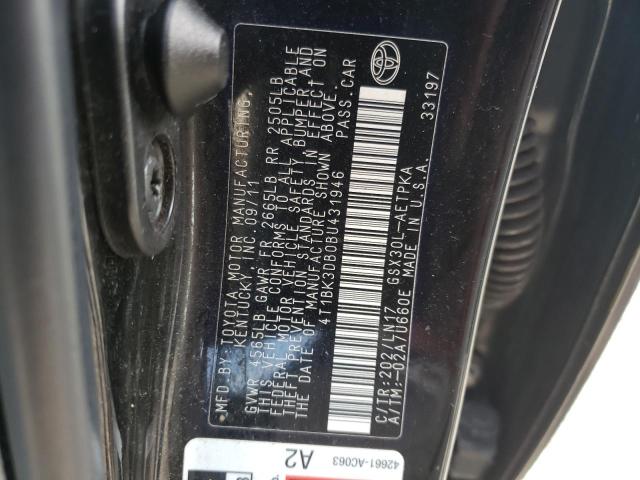 MFD BY: TOYOTA MOTOR MANUFACTURING,
KENTUCKY, INC 09/11
GVWR 4565LB GAWR FR 2665LB RR 2505LB
THIS VEHICLE CONFORMS TO ALL APPLICABLE
FEDERAL MOTOR VEHICLE SAFETY, BUMPER, AND
THEFT PREVENTION STANDARDS IN EFFECT ON
THE DATE OF MANUFACTURE SHOWN ABOVE.
4T1BK3DB0BU431946 PASS. CAR
C/TR:202/LN17 GSX30L-AETPKA 33197
A/TM:-02A/U660E MADE IN U.S.A.
42661-AC063
A2